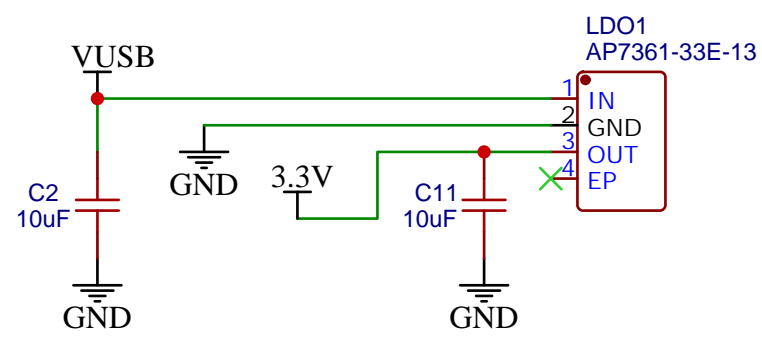 LDO1
AP7361-33E-13
VUSB
1
IN
2
GND
3
OUT
4
EP
GND
3.3V
C2
10uF
C11
10uF
GND
GND